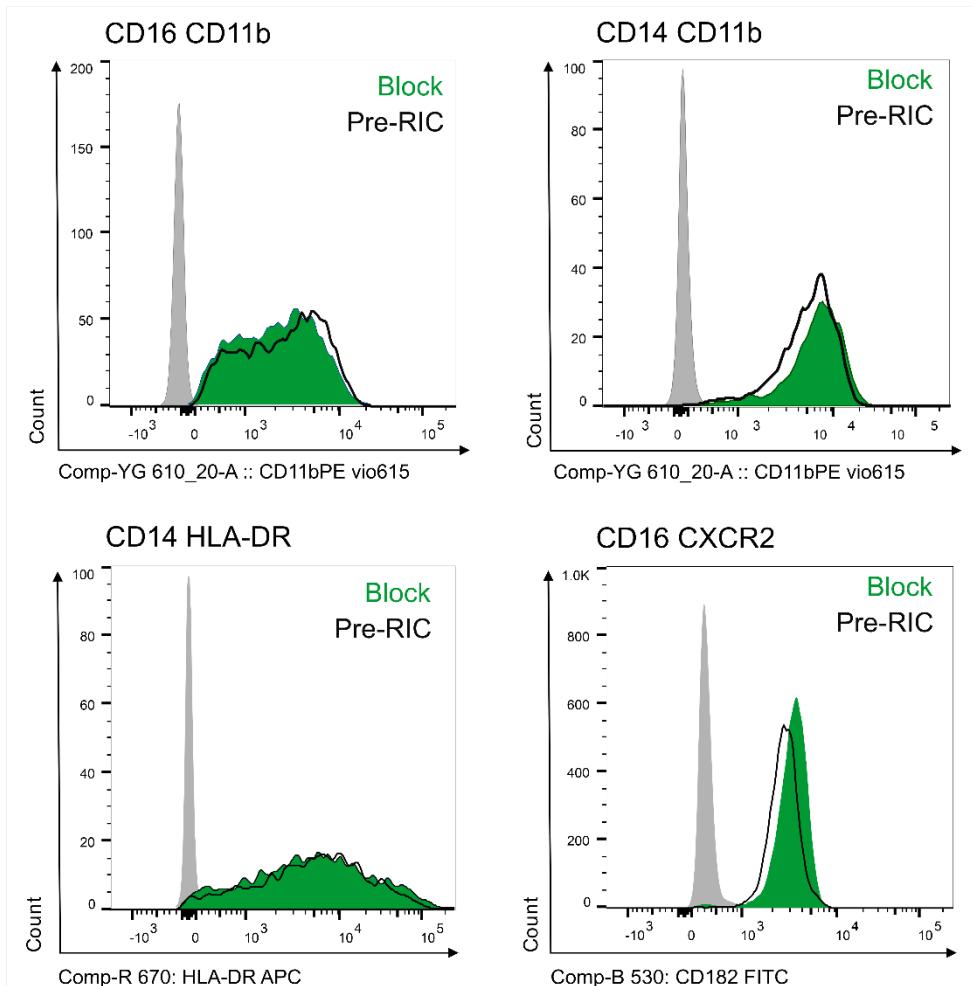 CD16 CD11b
Block
Pre-RIC
200
150
100
50
0
Count
-10³ 0 10³ 10⁴ 10⁵
Comp-YG 610_20-A :: CD11bPE vio615
CD14 CD11b
Block
Pre-RIC
100
80
60
40
20
0
Count
-10 3 0 10 3 10 4 5
Comp-YG 610_20-A :: CD11bPE vio615
CD14 HLA-DR
Block
Pre-RIC
100
80
60
40
20
0
Count
-10³ 0 10³ 10⁴ 10⁵
Comp-R 670: HLA-DR APC
CD16 CXCR2
Block
Pre-RIC
1.0K
800
600
400
200
0
Count
-10³ 0 10³ 10⁴ 10⁵
Comp-B 530: CD182 FITC